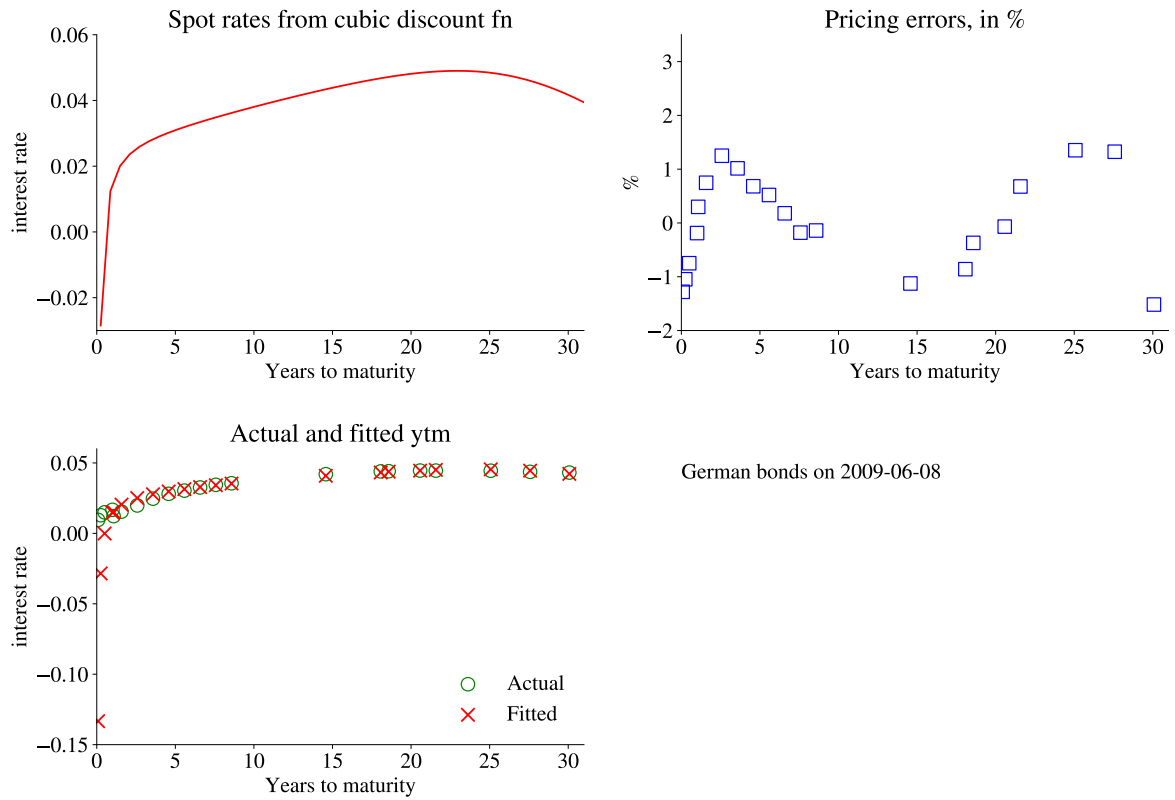 Spot rates from cubic discount fn
0.06
0.04
0.02
0.00
−0.02
interest rate
0 5 10 15 20 25 30
Years to maturity
Pricing errors, in %
3
2
1
0
−1
−2
%
0 5 10 15 20 25 30
Years to maturity
Actual and fitted ytm
0.05
0.00
−0.05
−0.10
−0.15
interest rate
Actual
Fitted
0 5 10 15 20 25 30
Years to maturity
German bonds on 2009-06-08